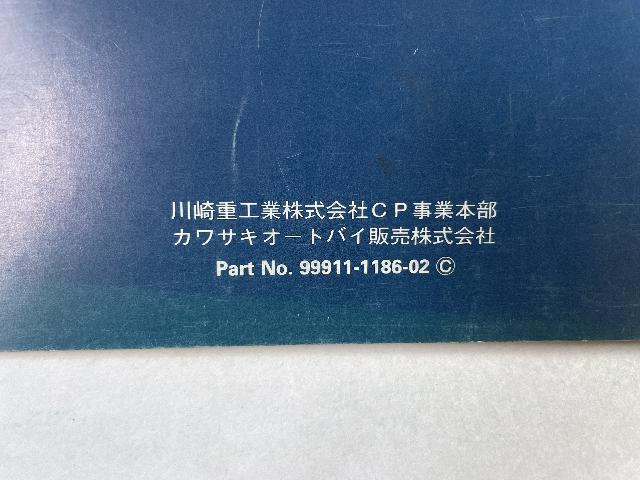 川崎重工業株式会社CP事業本部
カワサキオートバイ販売株式会社
Part No. 99911-1186-02 ©